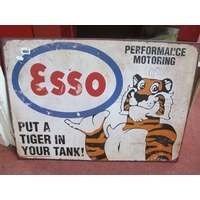 Esso
PERFORMANCE
MOTORING
PUT A
TIGER IN
YOUR TANK!